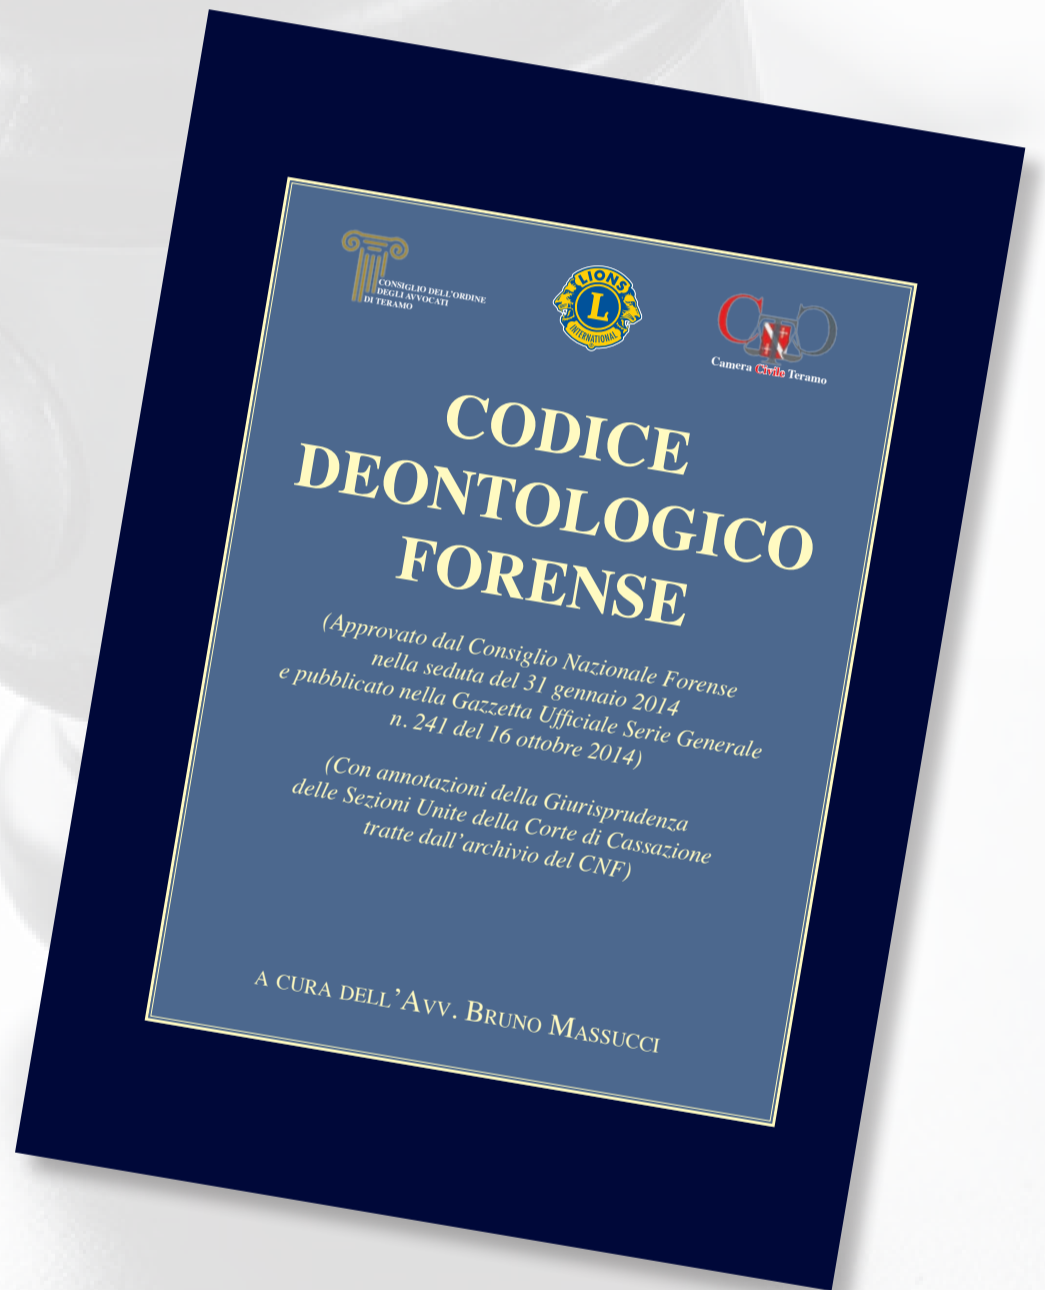 CONSIGLIO DELL'ORDINE
DEGLI AVVOCATI
DI TERAMO
LIONS
L
INTERNATIONAL
Camera Civile Teramo
CODICE
DEONTOLOGICO
FORENSE
(Approvato dal Consiglio Nazionale Forense
nella seduta del 31 gennaio 2014
e pubblicato nella Gazzetta Ufficiale Serie Generale
n. 241 del 16 ottobre 2014)
(Con annotazioni della Giurisprudenza
delle Sezioni Unite della Corte di Cassazione
tratte dall'archivio del CNF)
A CURA DELL'AVV. BRUNO MASSUCCI